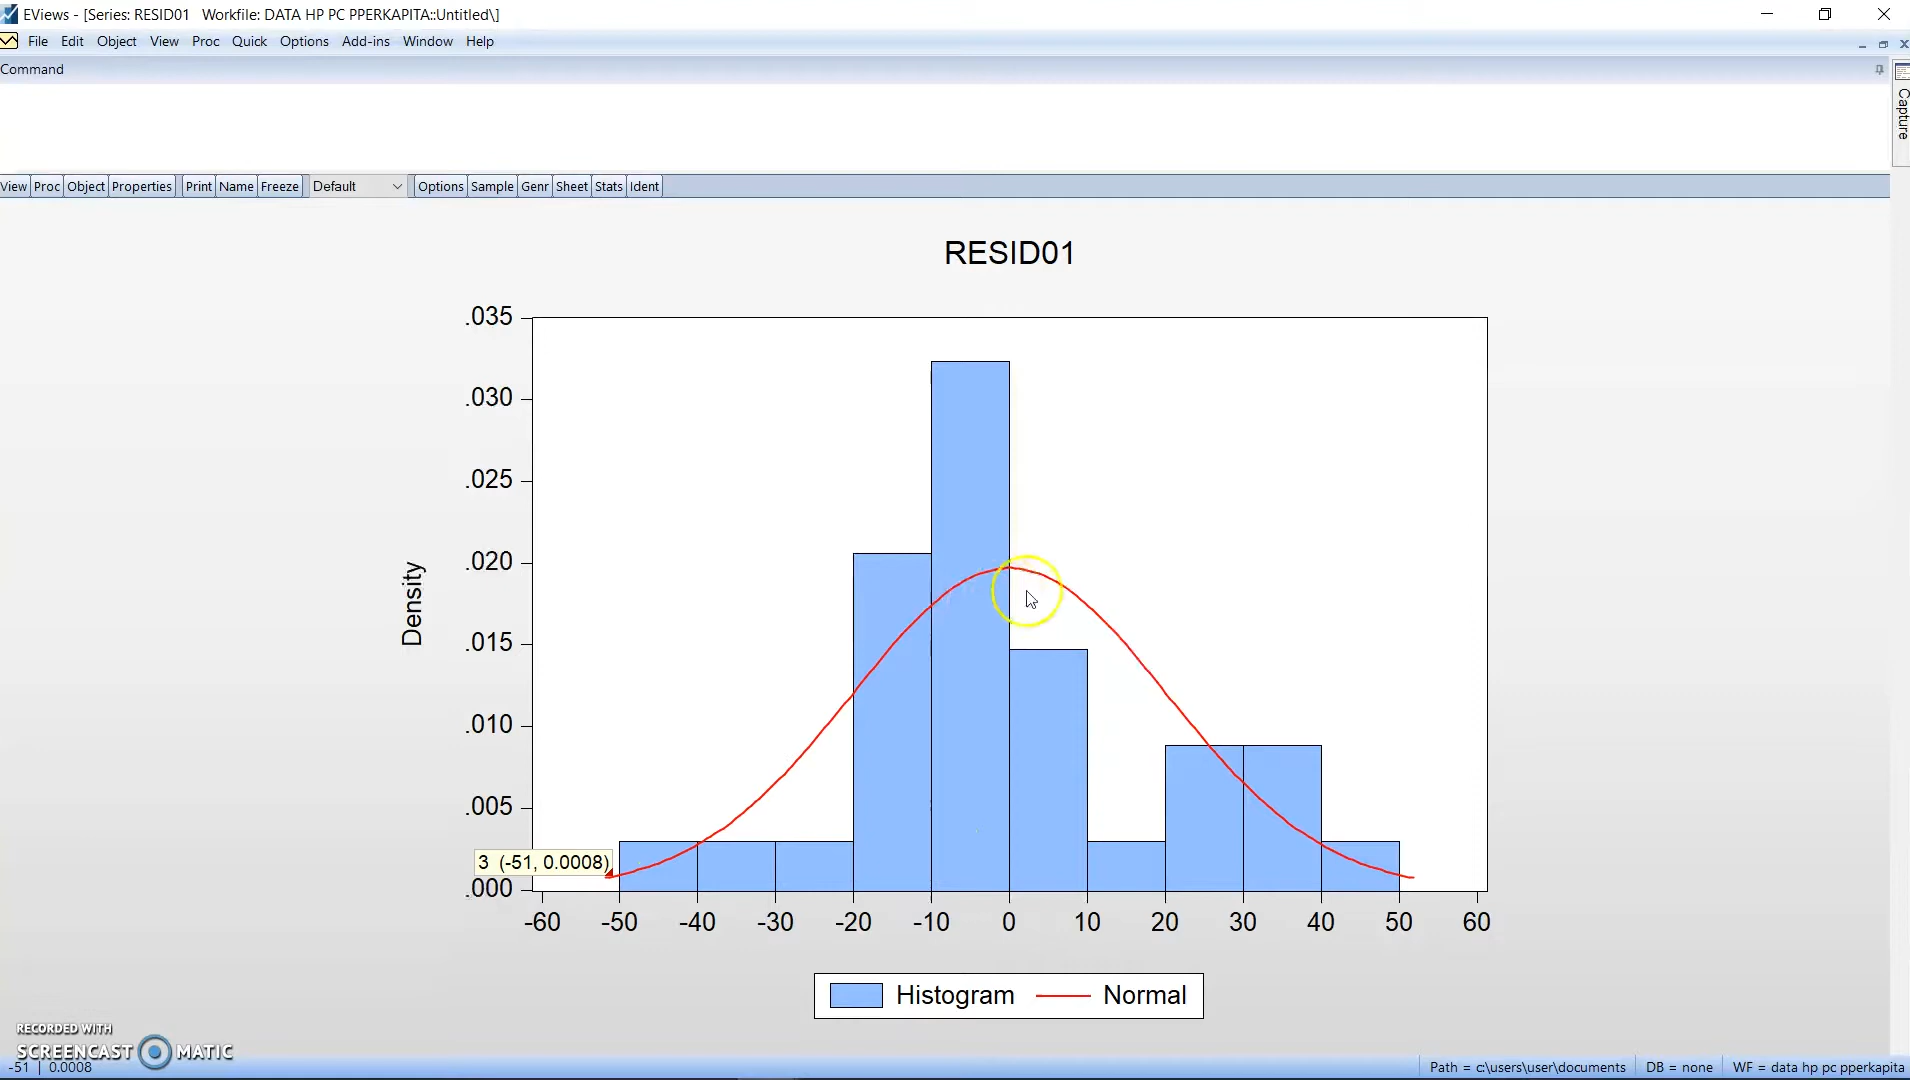 EViews - [Series: RESID01   Workfile: DATA HP PC PPERKAPITA::Untitled\]
File Edit Object View Proc Quick Options Add-ins Window Help
Command
Capture
View Proc Object Properties Print Name Freeze Default Options Sample Genr Sheet Stats Ident
RESID01
.035
.030
.025
.020
.015
.010
.005
.000
Density
3 (-51, 0.0008)
-60 -50 -40 -30 -20 -10 0 10 20 30 40 50 60
Histogram Normal
RECORDED WITH
SCREENCAST MATIC
-51 | 0.0008
Path = c:\users\user\documents DB = none WF = data hp pc pperkapita